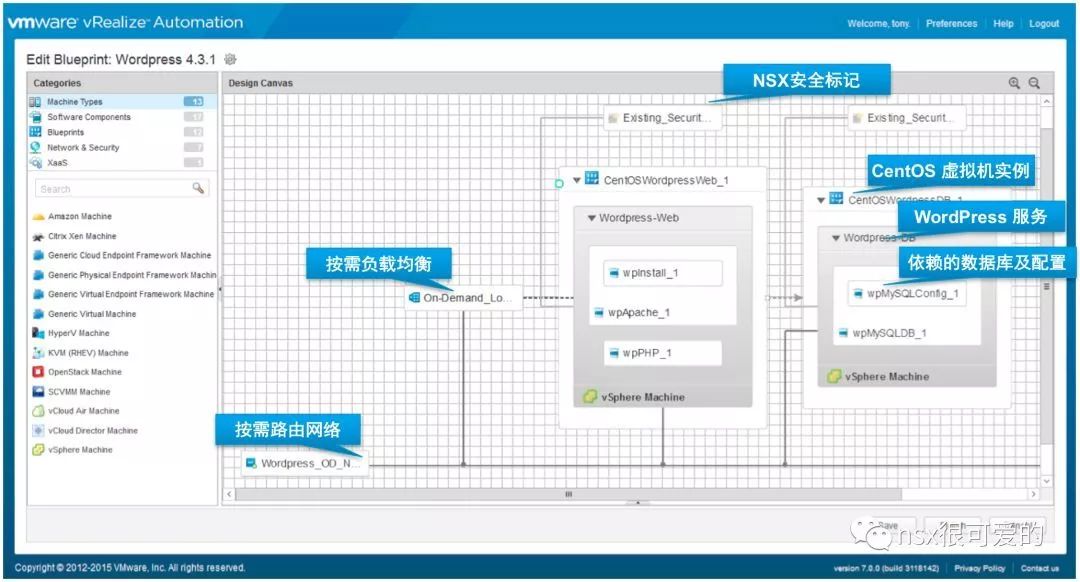 vmware vRealize™ Automation
Welcome, tony.
Preferences
Help
Logout
Edit Blueprint: Wordpress 4.3.1
Categories
Machine Types 13
Software Components 17
Blueprints 17
Network & Security 7
XaaS
Search
Amazon Machine
Citrix Xen Machine
Generic Cloud Endpoint Framework Machine
Generic Physical Endpoint Framework Machine
Generic Virtual Endpoint Framework Machine
Generic Virtual Machine
HyperV Machine
KVM (RHEV) Machine
OpenStack Machine
SCVMM Machine
vCloud Air Machine
vCloud Director Machine
vSphere Machine
Design Canvas
NSX安全标记
Existing_Securit...
Existing_Securit...
CentOS 虚拟机实例
CentOSWordpressWeb_1
CentOSWordpressDB_1
WordPress 服务
Wordpress-Web
Wordpress-DB
依赖的数据库及配置
按需负载均衡
On-Demand_Lo...
wpInstall_1
wpApache_1
wpPHP_1
vSphere Machine
wpMySQLConfig_1
wpMySQLDB_1
vSphere Machine
按需路由网络
Wordpress_OD_N...
Save
nsx很可爱的
Copyright © 2012-2015 VMware, Inc. All rights reserved.
version 7.0.0 (build 3118142)
Privacy Policy
Contact us